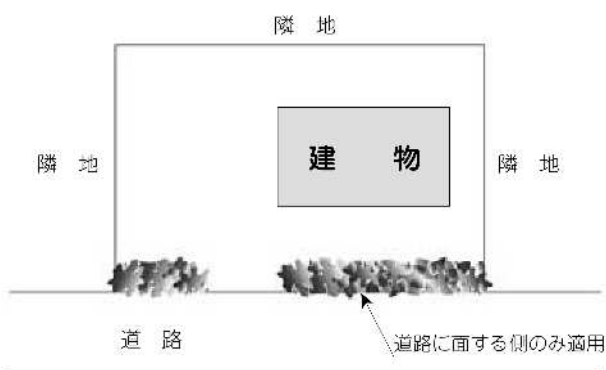 隣 地
隣 地
建 物
隣 地
道 路
道路に面する側のみ適用